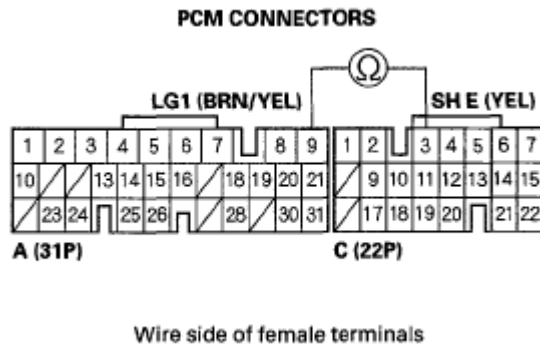 PCM CONNECTORS
Ω
LG1 (BRN/YEL) SH E (YEL)
1 2 3 4 5 6 7 8 9 1 2 3 4 5 6 7
10 13 14 15 16 18 19 20 21 9 10 11 12 13 14 15
23 24 25 26 28 30 31 17 18 19 20 21 22
A (31P) C (22P)
Wire side of female terminals